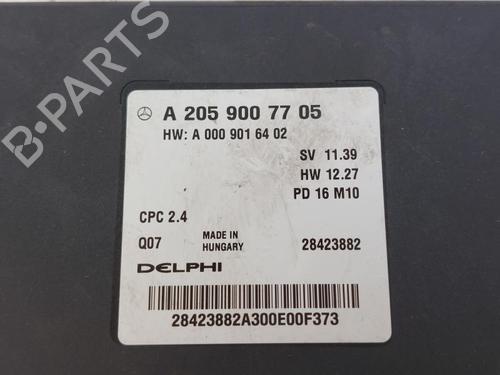 A 205 900 77 05
HW: A 000 901 64 02
SV 11.39
HW 12.27
PD 16 M10
CPC 2.4
Q07
MADE IN
HUNGARY
28423882
DELPHI
28423882A300E00F373